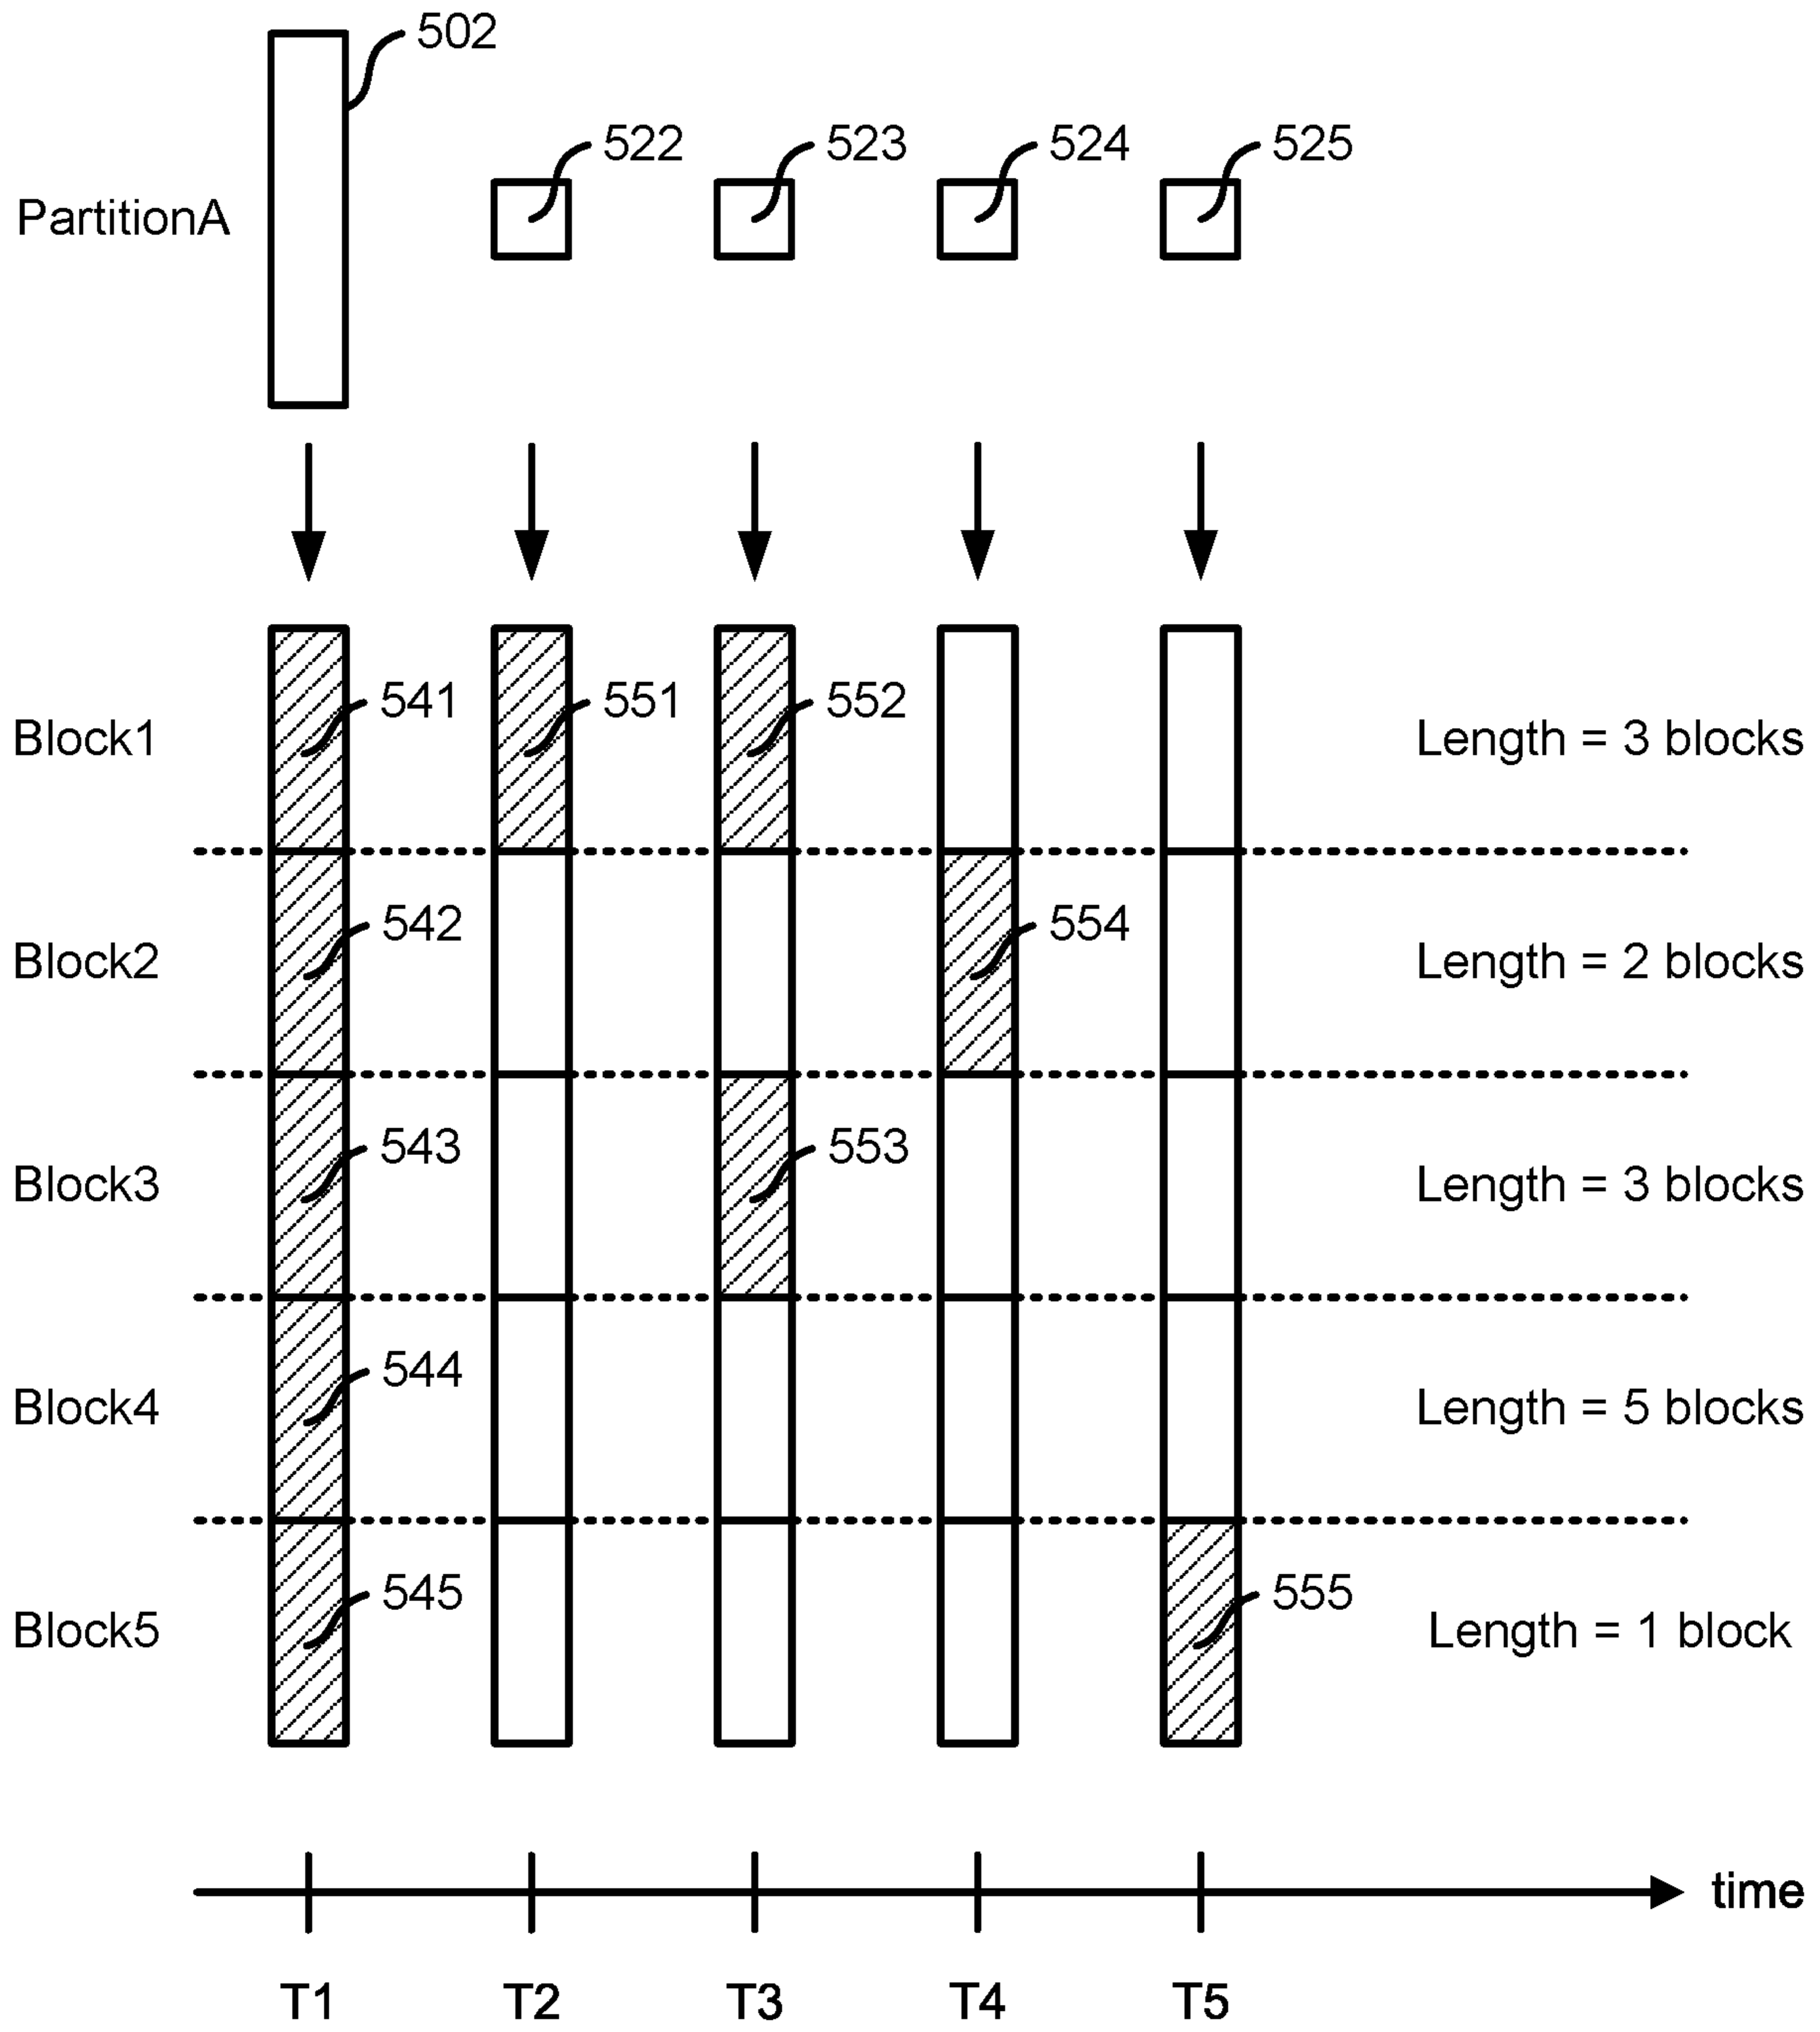 502
522 523 524 525
PartitionA
541 551 552
Block1 Length = 3 blocks
542 554
Block2 Length = 2 blocks
543 553
Block3 Length = 3 blocks
544
Block4 Length = 5 blocks
545 555
Block5 Length = 1 block
time
T1 T2 T3 T4 T5